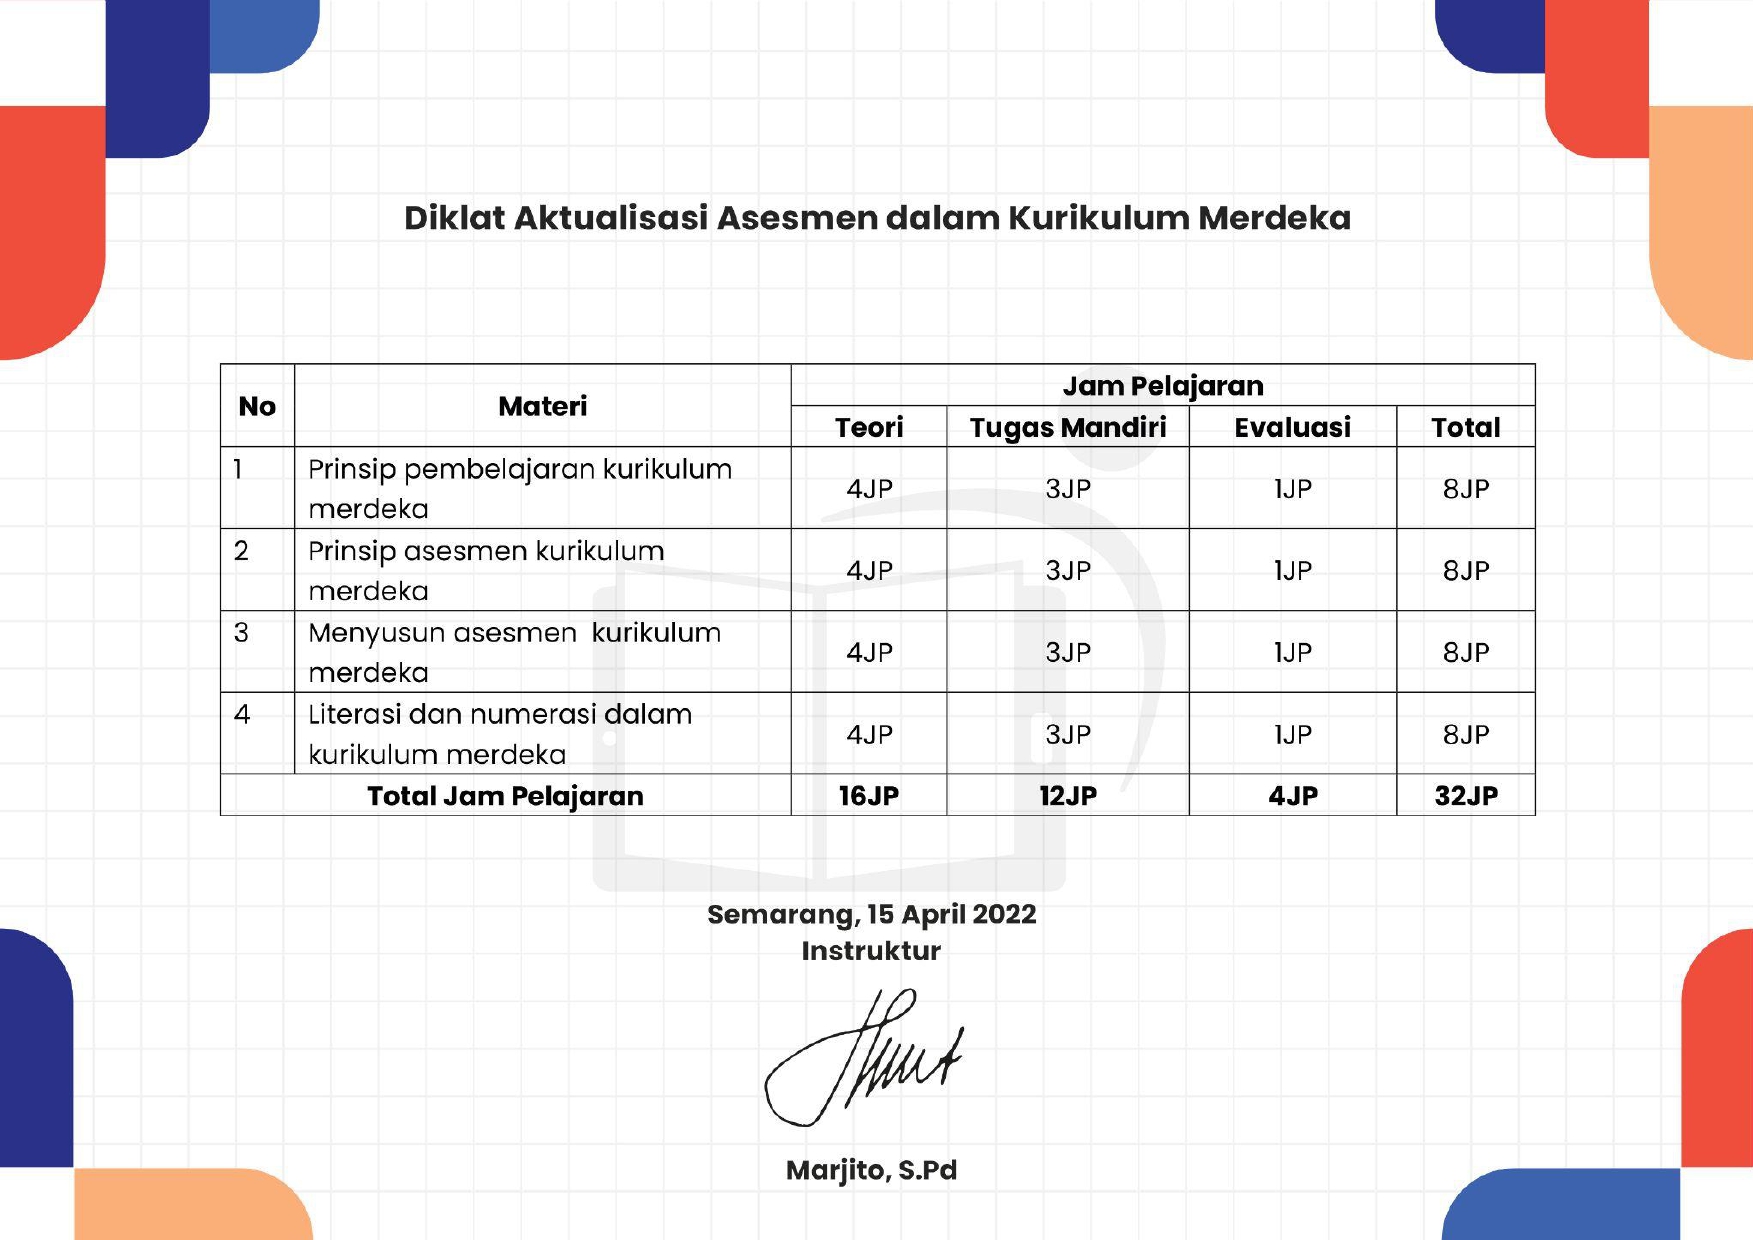 Diklat Aktualisasi Asesmen dalam Kurikulum Merdeka
No Materi Jam Pelajaran
Teori Tugas Mandiri Evaluasi Total
1 Prinsip pembelajaran kurikulum
merdeka 4JP 3JP 1JP 8JP
2 Prinsip asesmen kurikulum
merdeka 4JP 3JP 1JP 8JP
3 Menyusun asesmen kurikulum
merdeka 4JP 3JP 1JP 8JP
4 Literasi dan numerasi dalam
kurikulum merdeka 4JP 3JP 1JP 8JP
Total Jam Pelajaran 16JP 12JP 4JP 32JP
Semarang, 15 April 2022
Instruktur
Marjito, S.Pd